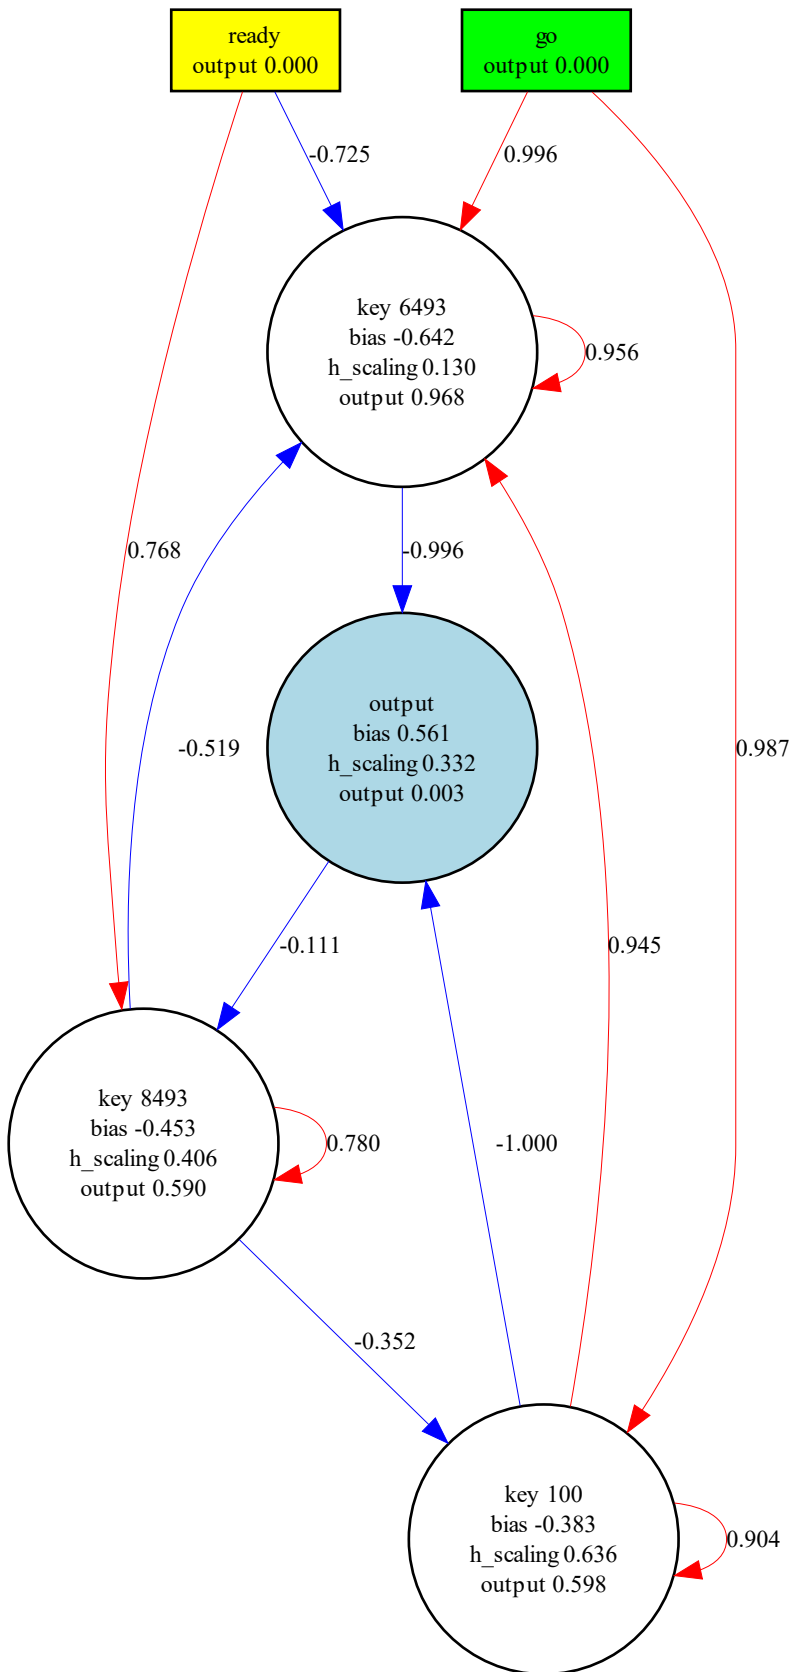 ready
output 0.000
go
output 0.000
-0.725
0.996
key 6493
bias -0.642
h_scaling 0.130
output 0.968
0.956
0.768
-0.996
output
bias 0.561
h_scaling 0.332
output 0.003
-0.519
0.987
-0.111
0.945
key 8493
bias -0.453
h_scaling 0.406
output 0.590
0.780
-1.000
-0.352
key 100
bias -0.383
h_scaling 0.636
output 0.598
0.904